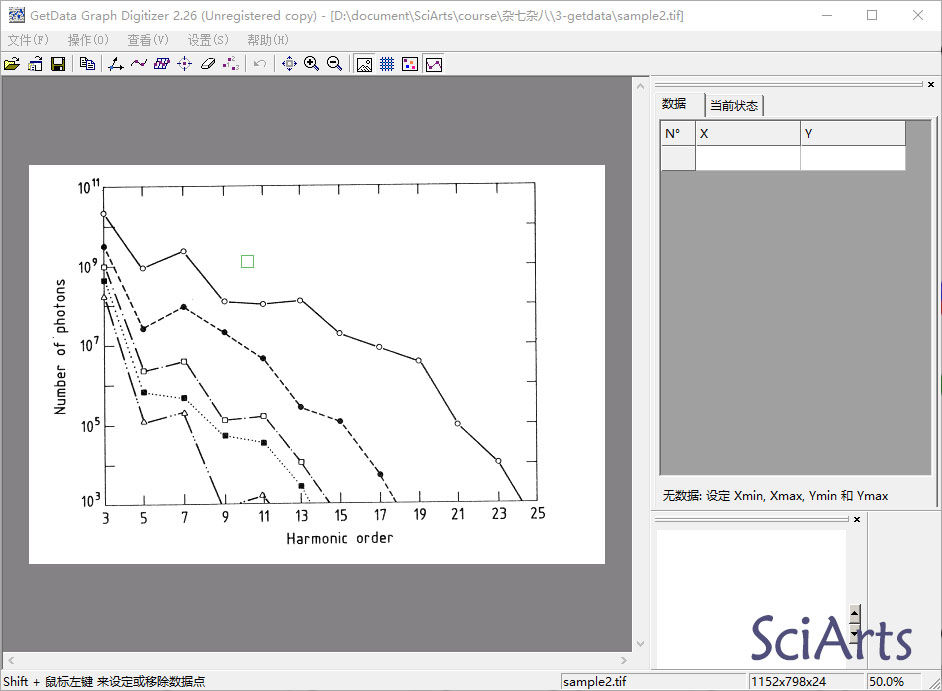 GetData Graph Digitizer 2.26 (Unregistered copy) - [D:\document\SciArts\course\杂七杂八\3-getdata\sample2.tif]
文件(F) 操作(O) 查看(V) 设置(S) 帮助(H)
数据 当前状态
N° X Y
10^11
10^9
10^7
10^5
10^3
Number of photons
3 5 7 9 11 13 15 17 19 21 23 25
Harmonic order
无数据: 设定 Xmin, Xmax, Ymin 和 Ymax
SciArts
Shift + 鼠标左键 来设定或移除数据点 sample2.tif 1152x798x24 50.0%